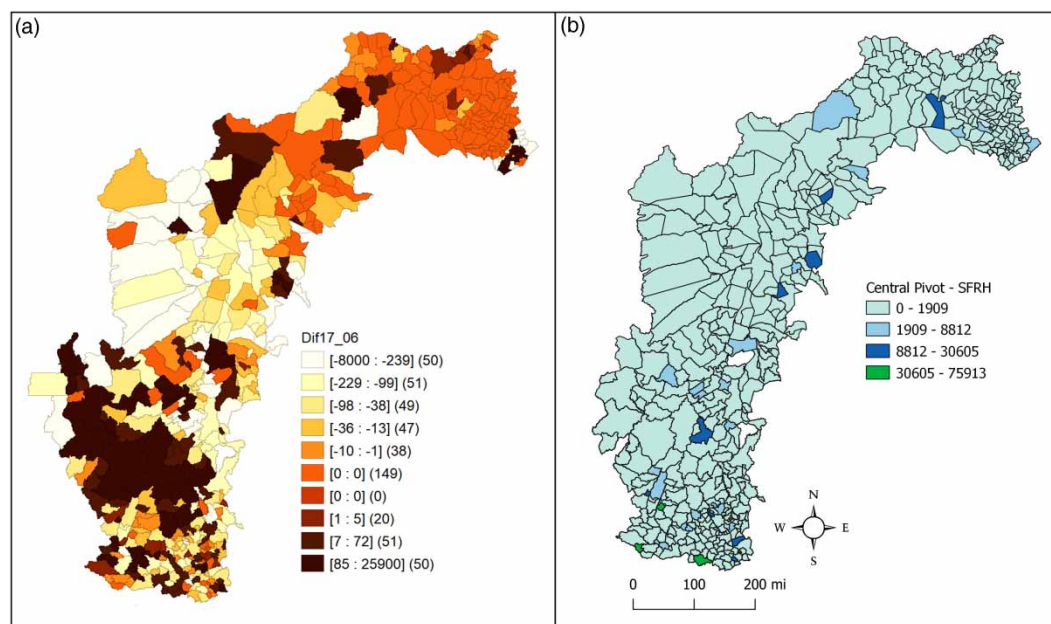 (a)
Dif17_06
[-8000 : -239] (50)
[-229 : -99] (51)
[-98 : -38] (49)
[-36 : -13] (47)
[-10 : -1] (38)
[0 : 0] (149)
[0 : 0] (0)
[1 : 5] (20)
[7 : 72] (51)
[85 : 25900] (50)
(b)
Central Pivot - SFRH
0 - 1909
1909 - 8812
8812 - 30605
30605 - 75913
N
W E
S
0 100 200 mi